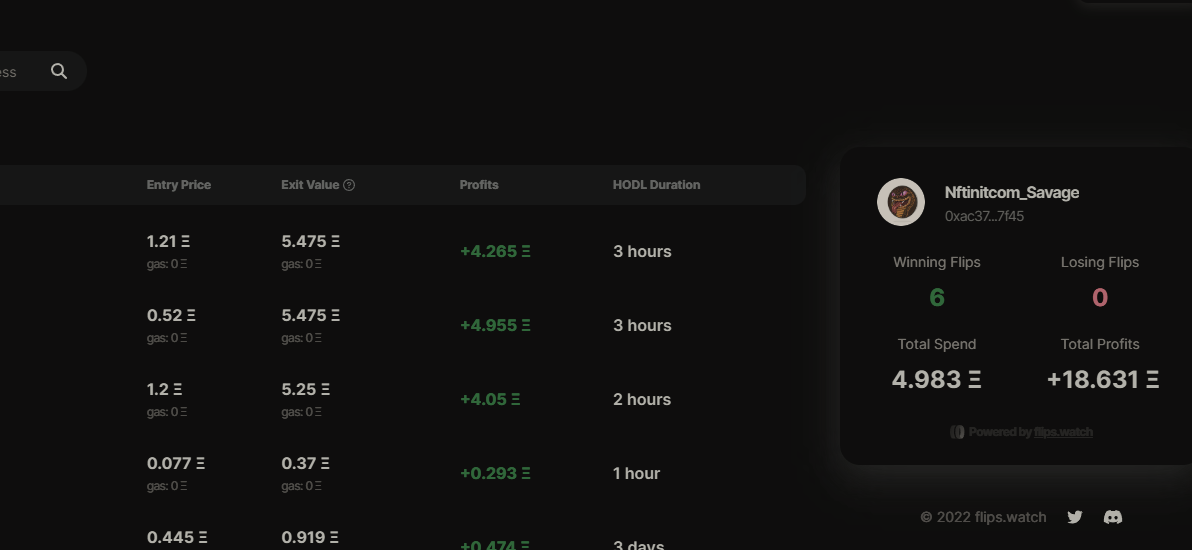 ess
Entry Price Exit Value ? Profits HODL Duration
1.21 Ξ 5.475 Ξ +4.265 Ξ 3 hours
gas: 0 Ξ gas: 0 Ξ
0.52 Ξ 5.475 Ξ +4.955 Ξ 3 hours
gas: 0 Ξ gas: 0 Ξ
1.2 Ξ 5.25 Ξ +4.05 Ξ 2 hours
gas: 0 Ξ gas: 0 Ξ
0.077 Ξ 0.37 Ξ +0.293 Ξ 1 hour
gas: 0 Ξ gas: 0 Ξ
0.445 Ξ 0.919 Ξ +0.474 Ξ 3 days
Nftinitcom_Savage
0xac37...7f45
Winning Flips Losing Flips
6 0
Total Spend Total Profits
4.983 Ξ +18.631 Ξ
Powered by flips.watch
© 2022 flips.watch